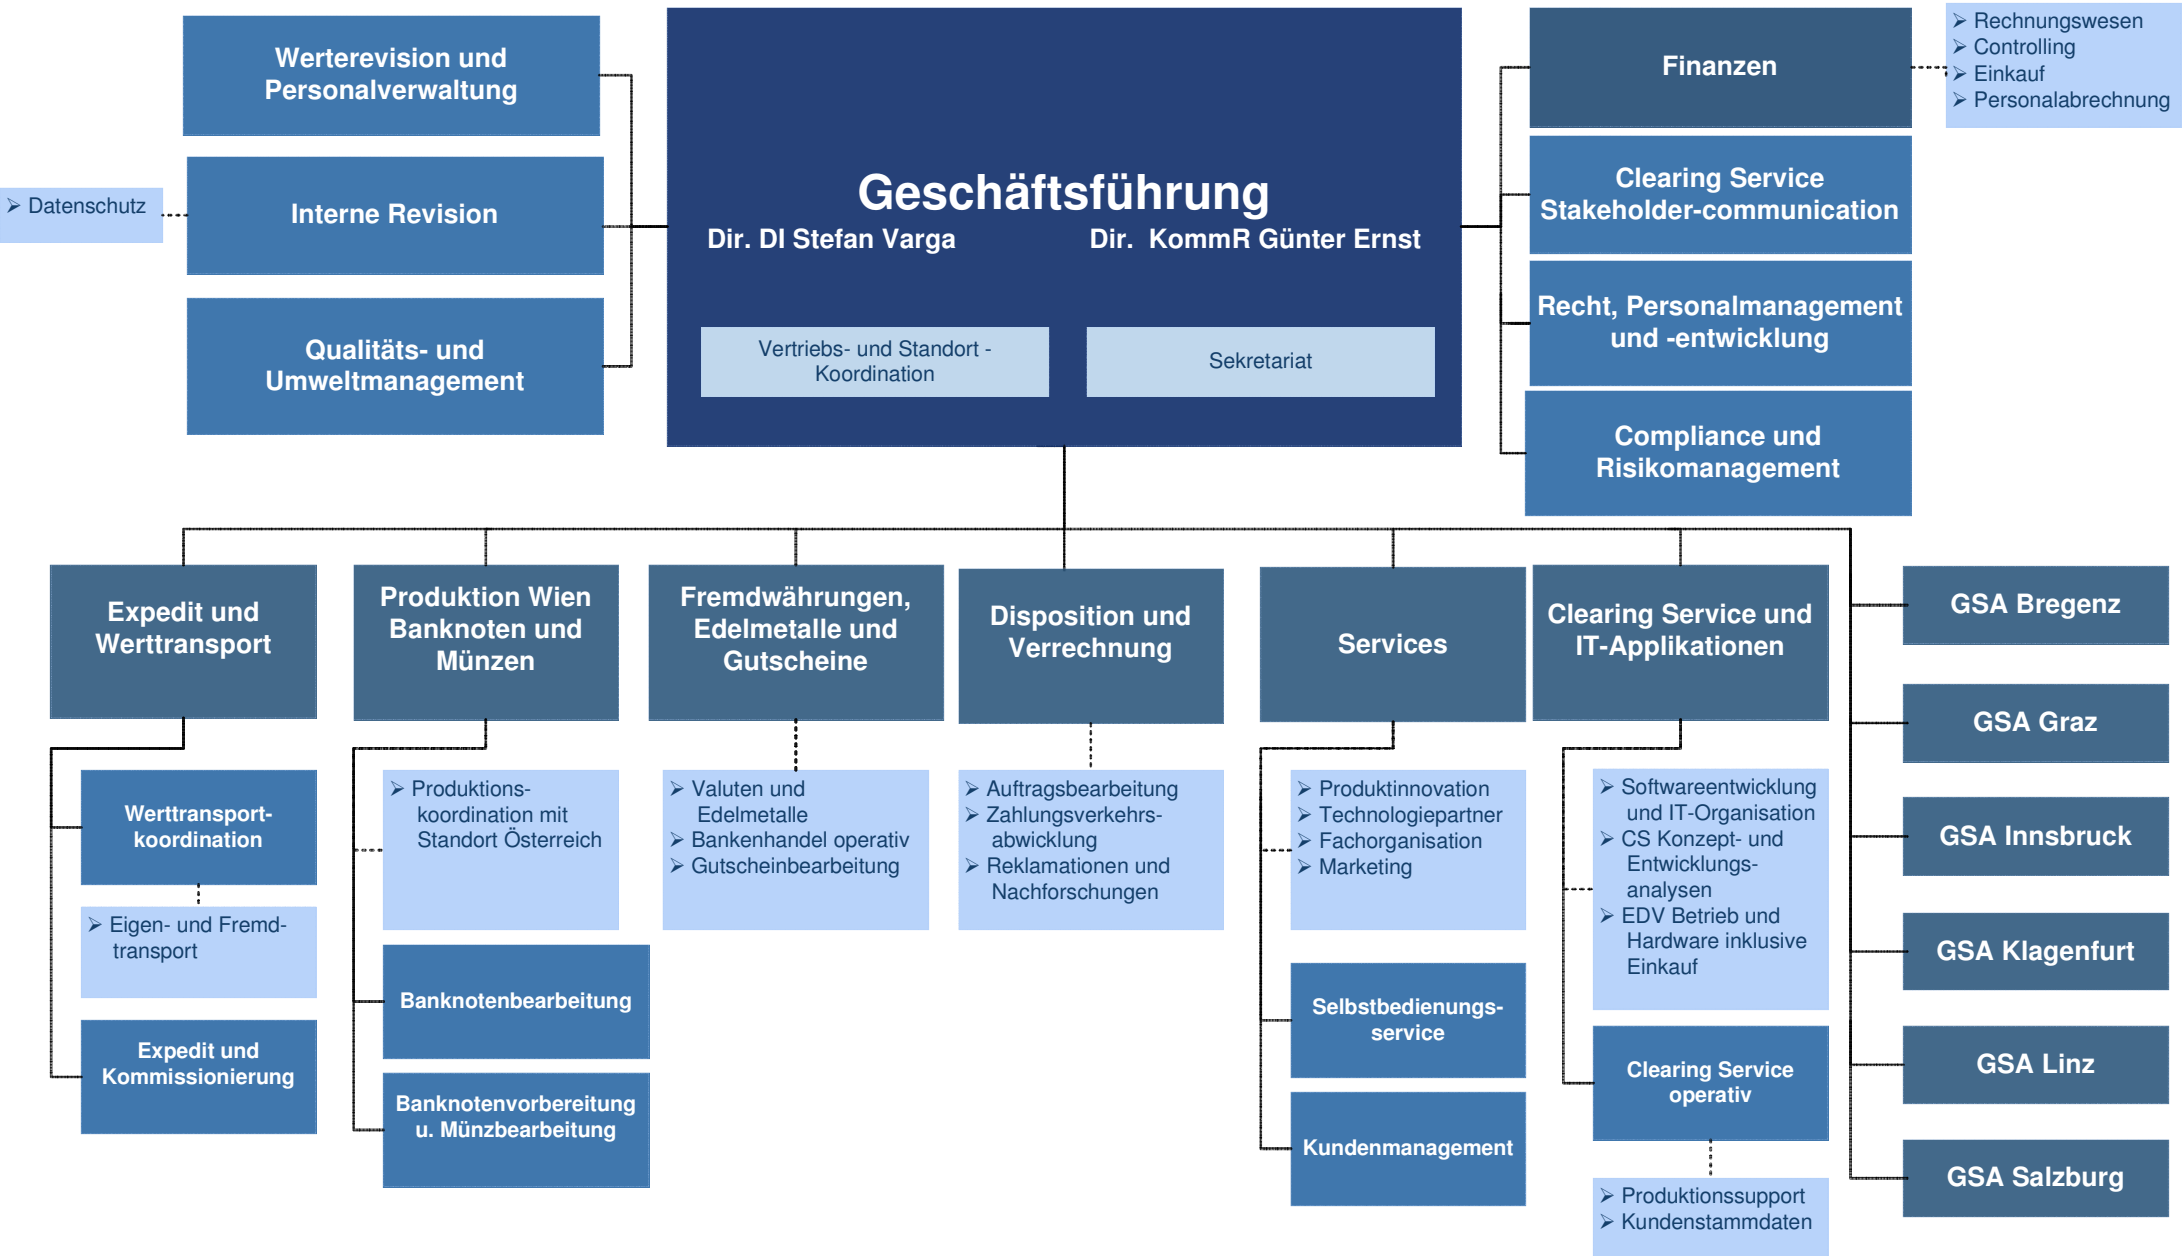 Werterevision und
Personalverwaltung
➢ Datenschutz
Interne Revision
Qualitäts- und
Umweltmanagement
Geschäftsführung
Dir. DI Stefan Varga
Dir. KommR Günter Ernst
Vertriebs- und Standort -
Koordination
Sekretariat
Finanzen
➢ Rechnungswesen
➢ Controlling
➢ Einkauf
➢ Personalabrechnung
Clearing Service
Stakeholder-communication
Recht, Personalmanagement
und -entwicklung
Compliance und
Risikomanagement
Expedit und
Werttransport
Werttransport-
koordination
➢ Eigen- und Fremd-
transport
Expedit und
Kommissionierung
Produktion Wien
Banknoten und
Münzen
➢ Produktions-
koordination mit
Standort Österreich
Banknotenbearbeitung
Banknotenvorbereitung
u. Münzbearbeitung
Fremdwährungen,
Edelmetalle und
Gutscheine
➢ Valuten und
Edelmetalle
➢ Bankenhandel operativ
➢ Gutscheinbearbeitung
Disposition und
Verrechnung
➢ Auftragsbearbeitung
➢ Zahlungsverkehrs-
abwicklung
➢ Reklamationen und
Nachforschungen
Services
➢ Produktinnovation
➢ Technologiepartner
➢ Fachorganisation
➢ Marketing
Selbstbedienungs-
service
Kundenmanagement
Clearing Service und
IT-Applikationen
➢ Softwareentwicklung
und IT-Organisation
➢ CS Konzept- und
Entwicklungs-
analysen
➢ EDV Betrieb und
Hardware inklusive
Einkauf
Clearing Service
operativ
➢ Produktionssupport
➢ Kundenstammdaten
GSA Bregenz
GSA Graz
GSA Innsbruck
GSA Klagenfurt
GSA Linz
GSA Salzburg